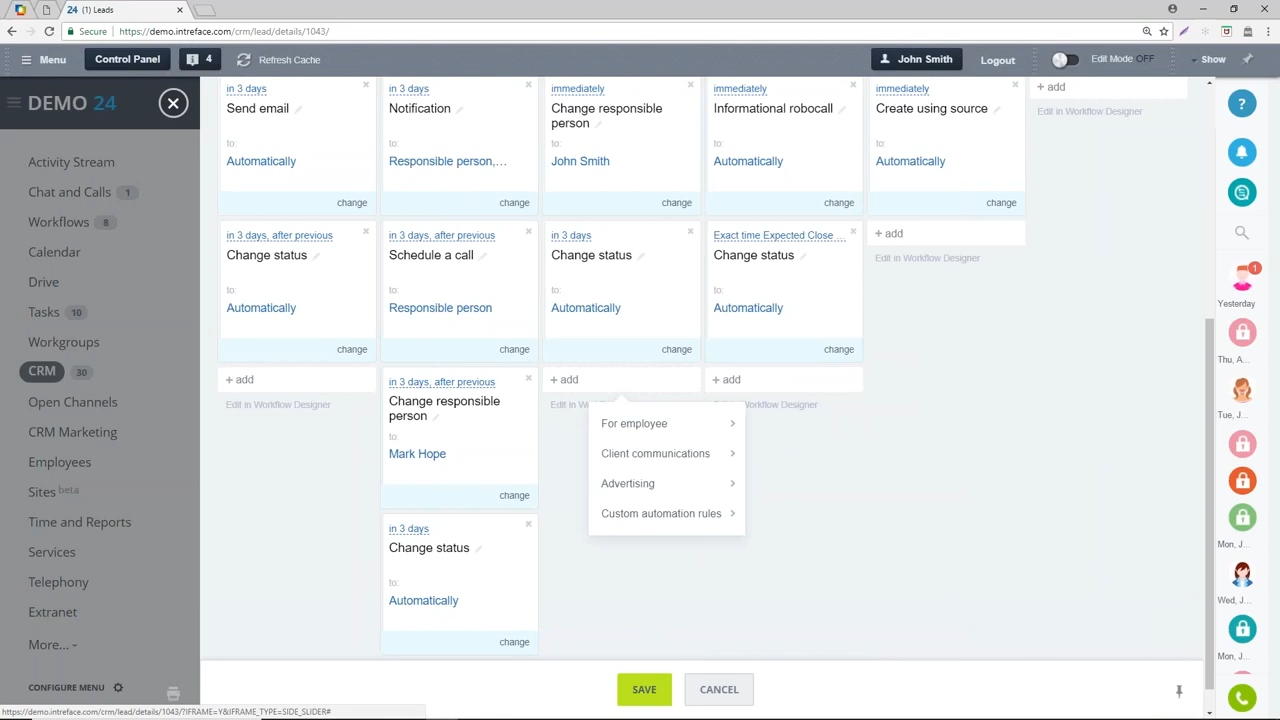 24 (1) Leads
Secure
https://demo.intreface.com/crm/lead/details/1043/
Menu
Control Panel
4
Refresh Cache
John Smith
Logout
Edit Mode OFF
Show
DEMO 24
Activity Stream
Chat and Calls 1
Workflows 8
Calendar
Drive
Tasks 10
Workgroups
CRM 30
Open Channels
CRM Marketing
Employees
Sites beta
Time and Reports
Services
Telephony
Extranet
More...
CONFIGURE MENU
in 3 days
Send email
to:
Automatically
change
in 3 days, after previous
Change status
to:
Automatically
change
+ add
Edit in Workflow Designer
in 3 days
Notification
to:
Responsible person,...
change
in 3 days, after previous
Schedule a call
to:
Responsible person
change
in 3 days, after previous
Change responsible
person
to:
Mark Hope
change
in 3 days
Change status
to:
Automatically
change
immediately
Change responsible
person
to:
John Smith
change
in 3 days
Change status
to:
Automatically
change
+ add
Edit in W
For employee
Client communications
Advertising
Custom automation rules
immediately
Informational robocall
to:
Automatically
change
Exact time Expected Close ...
Change status
to:
Automatically
change
+ add
Workflow Designer
immediately
Create using source
to:
Automatically
change
+ add
Edit in Workflow Designer
+ add
Edit in Workflow Designer
SAVE
CANCEL
?
1
Yesterday
Thu, A...
Tue, J...
Mon, J...
Wed, J...
Mon, J...
https://demo.intreface.com/crm/lead/details/1043/?IFRAME=Y&IFRAME_TYPE=SIDE_SLIDER#